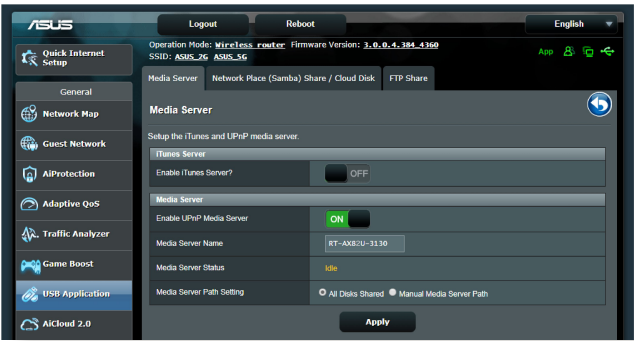 ASUS
Logout
Reboot
English
Operation Mode: Wireless router Firmware Version: 3.0.0.4.384_4360
SSID: ASUS_2G ASUS_5G
App
Quick Internet
Setup
General
Network Map
Guest Network
AiProtection
Adaptive QoS
Traffic Analyzer
Game Boost
USB Application
AiCloud 2.0
Media Server
Network Place (Samba) Share / Cloud Disk
FTP Share
Media Server
Setup the iTunes and UPnP media server.
iTunes Server
Enable iTunes Server?
OFF
Media Server
Enable UPnP Media Server
ON
Media Server Name
RT-AX82U-3130
Media Server Status
Idle
Media Server Path Setting
All Disks Shared Manual Media Server Path
Apply